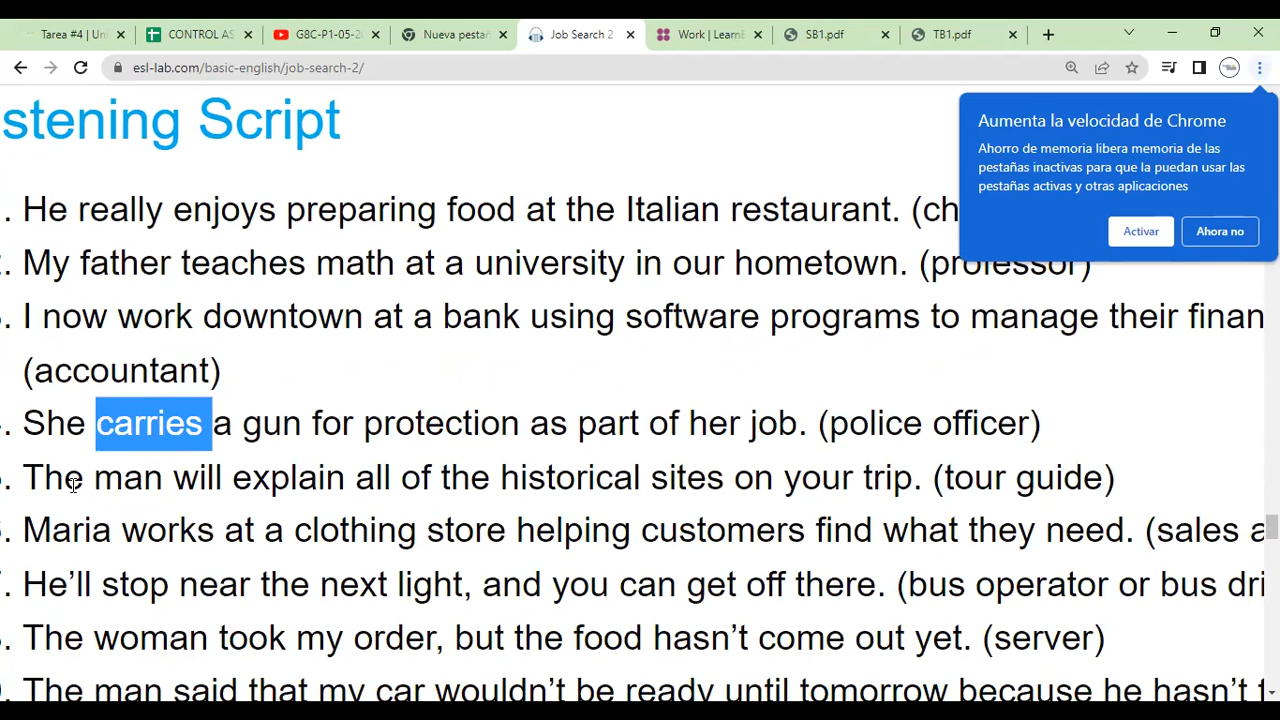 Tarea #4 | Un
CONTROL AS
G8C-P1-05-2
Nueva pestañ
Job Search 2
Work | LearnE
SB1.pdf
TB1.pdf
esl-lab.com/basic-english/job-search-2/
stening Script
Aumenta la velocidad de Chrome
Ahorro de memoria libera memoria de las
pestañas inactivas para que la puedan usar las
pestañas activas y otras aplicaciones
Activar
Ahora no
. He really enjoys preparing food at the Italian restaurant. (ch
. My father teaches math at a university in our hometown. (professor)
. I now work downtown at a bank using software programs to manage their finan
(accountant)
. She carries a gun for protection as part of her job. (police officer)
. The man will explain all of the historical sites on your trip. (tour guide)
. Maria works at a clothing store helping customers find what they need. (sales a
. He’ll stop near the next light, and you can get off there. (bus operator or bus dri
. The woman took my order, but the food hasn’t come out yet. (server)
. The man said that my car wouldn’t be ready until tomorrow because he hasn’t t